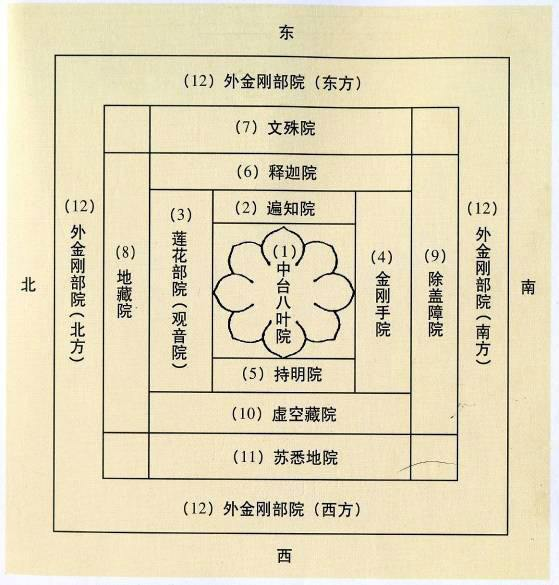 东
(12) 外金刚部院 (东方)
(7) 文殊院
(6) 释迦院
(2) 遍知院
北
(12) 外金刚部院(北方)
(8) 地藏院
(3) 莲花部院(观音院)
(1) 中台八叶院
(4) 金刚手院
(9) 除盖障院
(12) 外金刚部院(南方)
南
(5) 持明院
(10) 虚空藏院
(11) 苏悉地院
(12) 外金刚部院 (西方)
西